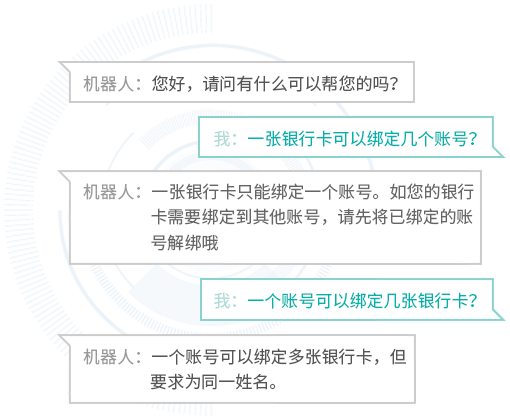 机器人：您好，请问有什么可以帮您的吗？
我：一张银行卡可以绑定几个账号？
机器人：一张银行卡只能绑定一个账号。如您的银行
卡需要绑定到其他账号，请先将已绑定的账
号解绑哦
我：一个账号可以绑定几张银行卡？
机器人：一个账号可以绑定多张银行卡，但
要求为同一姓名。